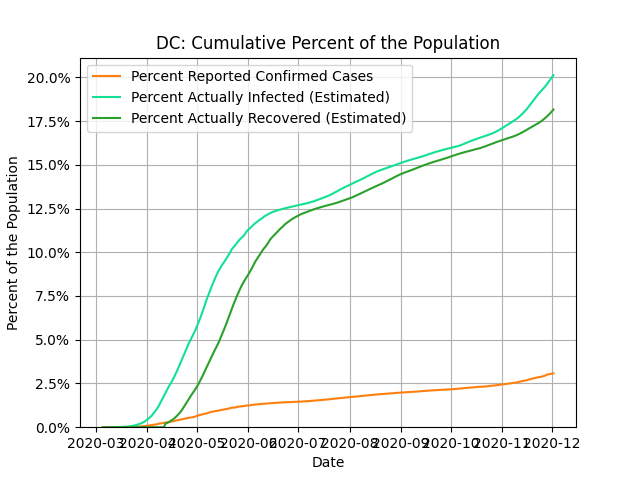 DC: Cumulative Percent of the Population
Percent Reported Confirmed Cases
Percent Actually Infected (Estimated)
Percent Actually Recovered (Estimated)
Percent of the Population
20.0%
17.5%
15.0%
12.5%
10.0%
7.5%
5.0%
2.5%
0.0%
2020-03 2020-04 2020-05 2020-06 2020-07 2020-08 2020-09 2020-10 2020-11 2020-12
Date